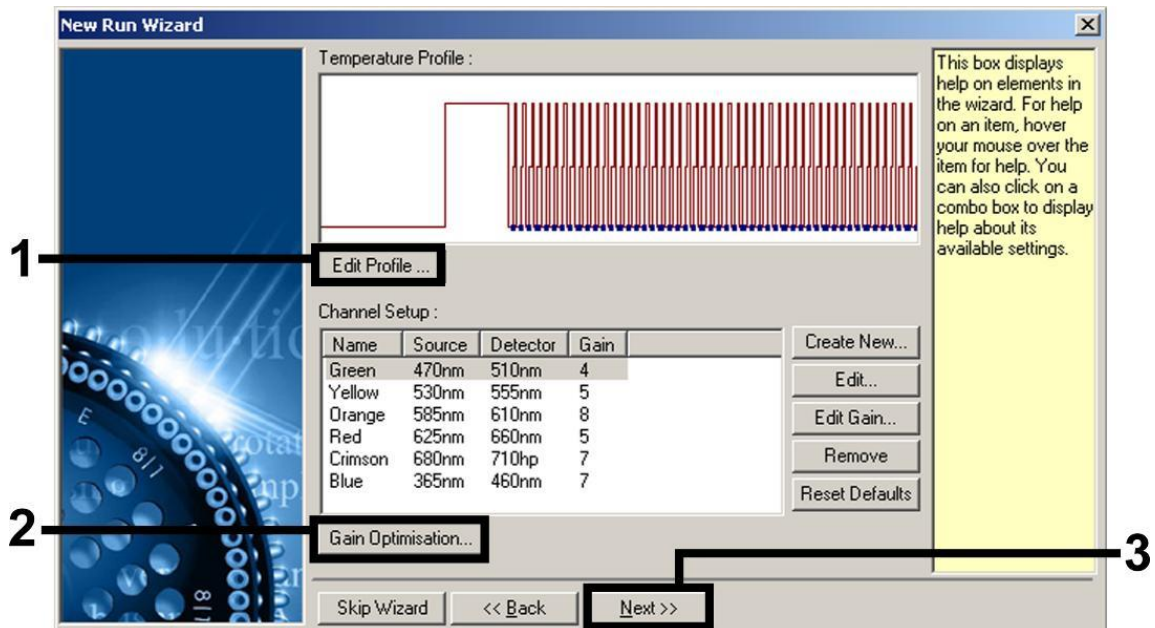 New Run Wizard
Temperature Profile :
1
Edit Profile ...
Channel Setup :
Name Source Detector Gain
Green 470nm 510nm 4
Yellow 530nm 555nm 5
Orange 585nm 610nm 8
Red 625nm 660nm 5
Crimson 680nm 710hp 7
Blue 365nm 460nm 7
Create New...
Edit...
Edit Gain...
Remove
Reset Defaults
2
Gain Optimisation...
3
Skip Wizard
<< Back
Next >>
This box displays
help on elements in
the wizard. For help
on an item, hover
your mouse over the
item for help. You
can also click on a
combo box to display
help about its
available settings.
E
8/1
8/1